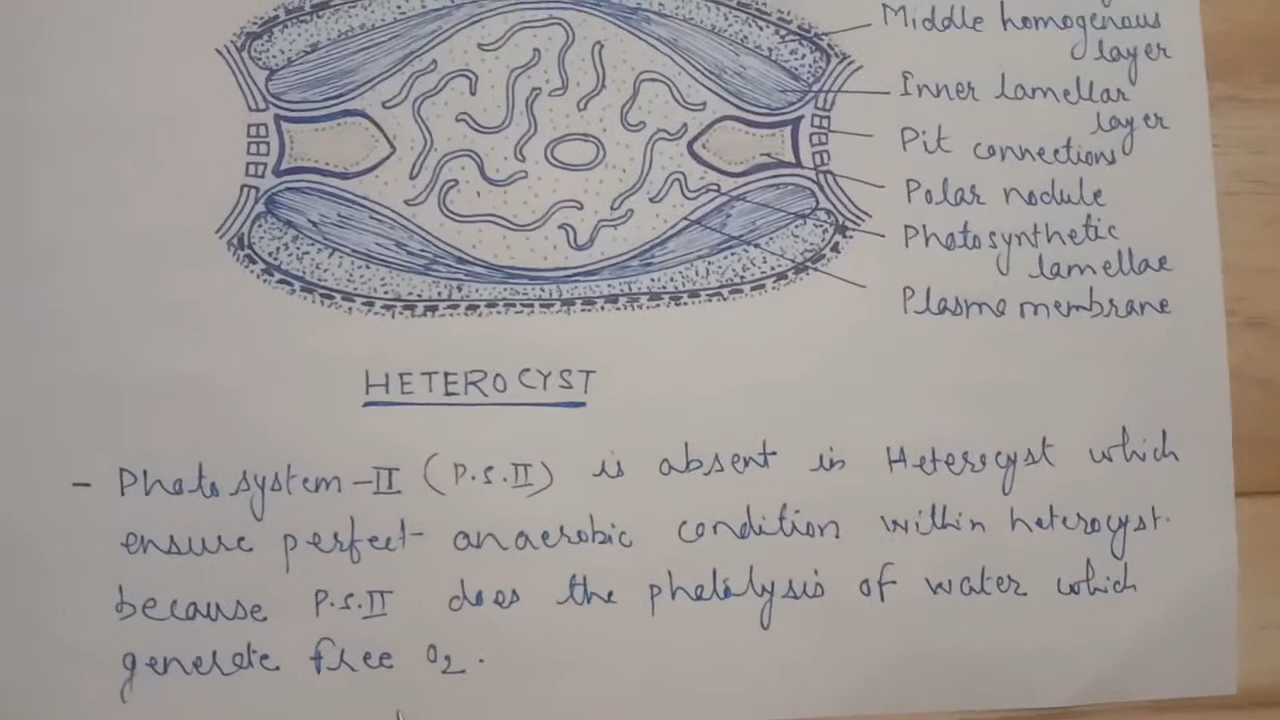 Middle homogenous
layer
Inner lamellar
layer
Pit connections
Polar nodule
Photosynthetic
lamellae
Plasma membrane
HETEROCYST
- Photosystem-II (P.S.II) is absent in Heterocyst which
ensure perfect anaerobic condition within heterocyst.
because P.S.II does the photolysis of water which
generate free O2.